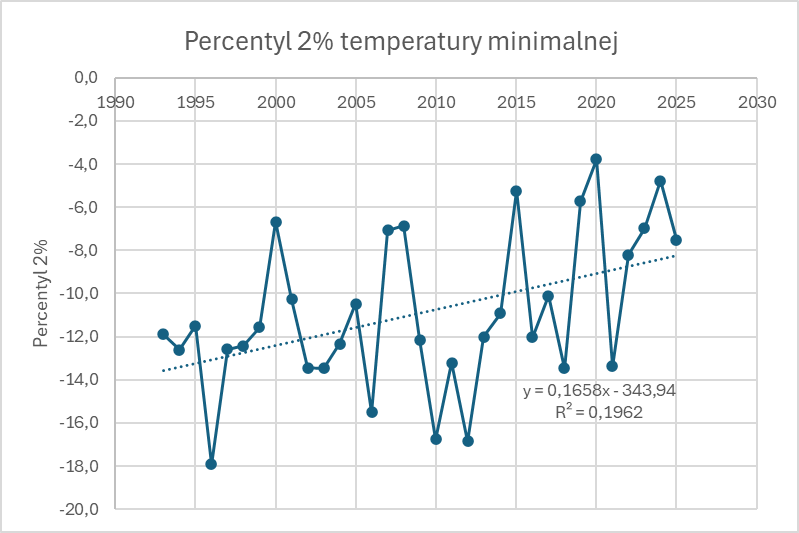 Percentyl 2% temperatury minimalnej
0,0
1990 1995 2000 2005 2010 2015 2020 2025 2030
-2,0
-4,0
-6,0
-8,0
-10,0
-12,0
-14,0
-16,0
-18,0
-20,0
Percentyl 2%
y = 0,1658x - 343,94
R² = 0,1962